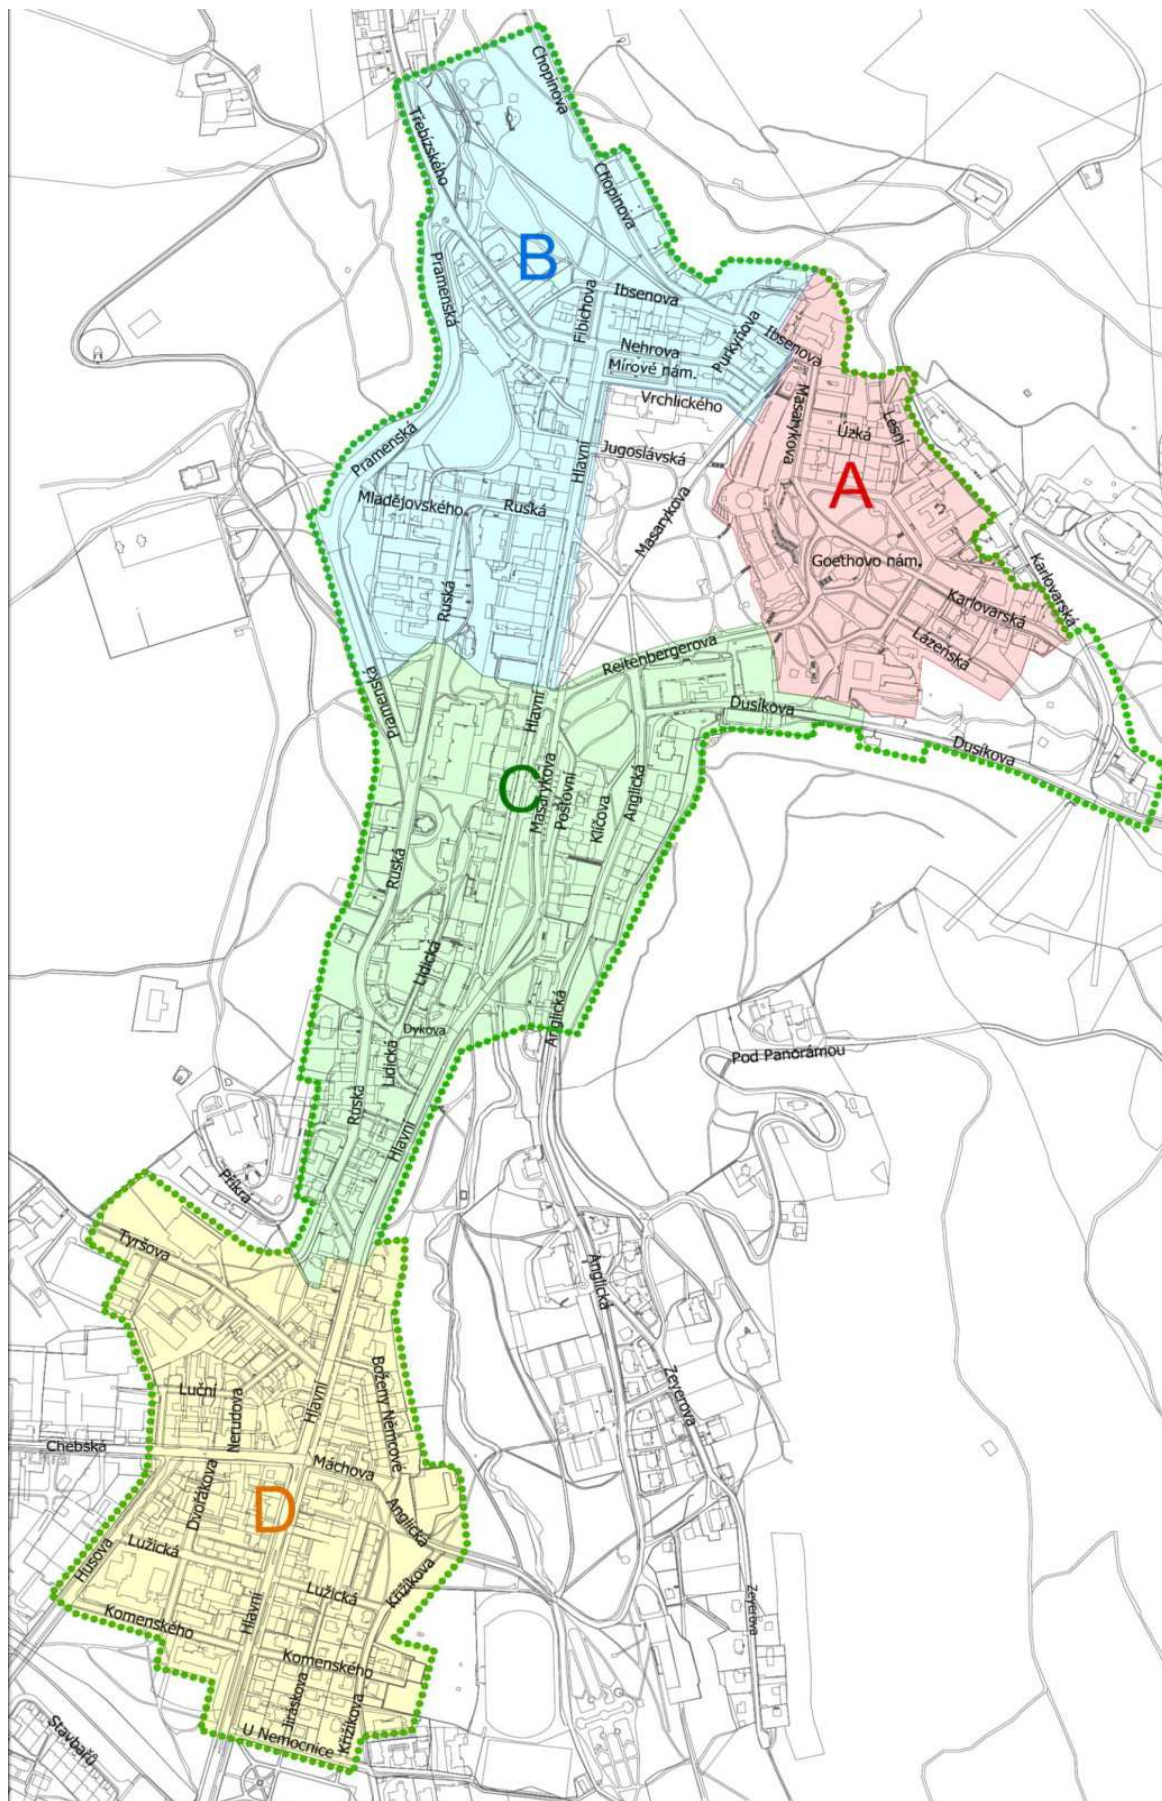 Chopinova
Třebízského
Chopinova
B
Pramenská
Ibsenova
Fibichova
Purkyňova
Ibsenova
Nehrova
Mírové nám.
Masarykova
Vrchlického
Lesní
Úzká
Pramenská
Hlavní
Jugoslávská
A
Mladějovského
Ruská
Masarykova
Goethovo nám.
Karlovarská
Ruská
Karlovarská
Reitenbergerova
Lázeňská
Pramenská
Hlavní
Dusíkova
Dusíkova
C
Masarykova
Poštovní
Klíčova
Anglická
Ruská
Lidická
Dykova
Anglická
Pod Panorámou
Lidická
Ruská
Hlavní
Příkrá
Tyršova
Anglická
Luční
Nerudova
Hlavní
Boženy Němcové
Zeyerova
Chebská
Máchova
Dvořákova
D
Anglická
Husova
Lužická
Lužická
Křižíkova
Zeyerova
Komenského
Hlavní
Komenského
Jiráskova
Křižíkova
U Nemocnice
Stavbařů